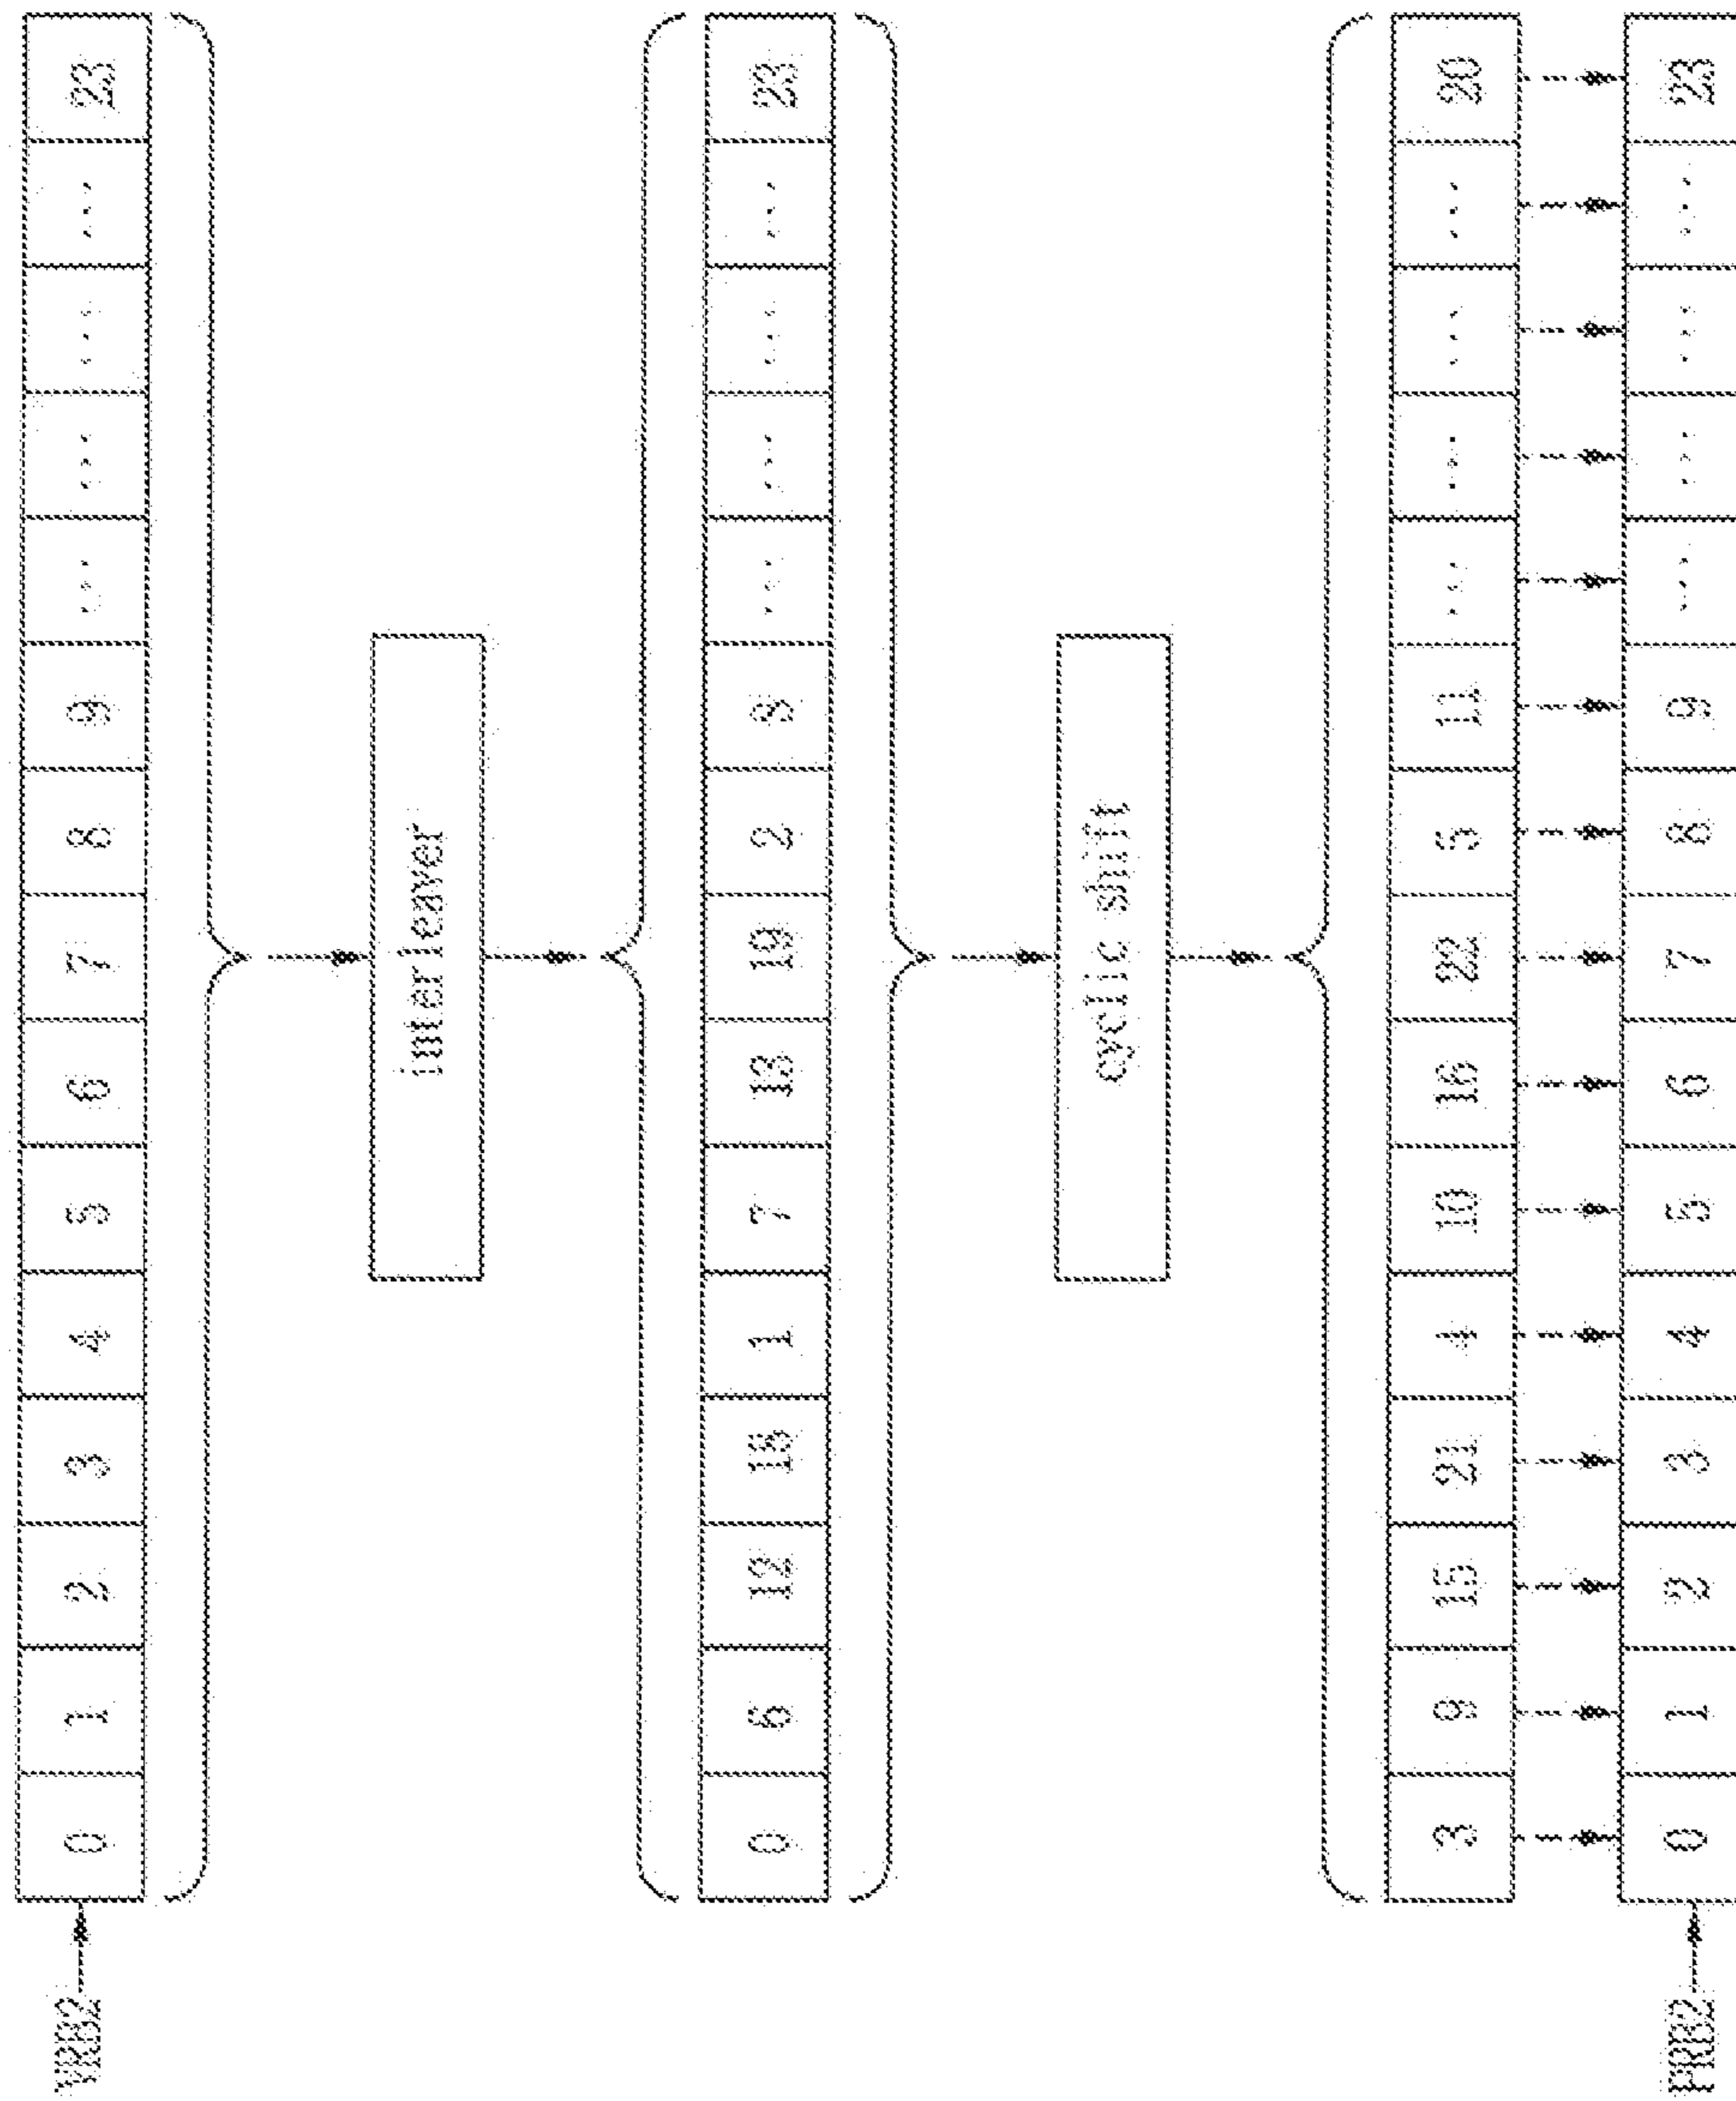 VRB2 0 1 2 3 4 5 6 7 8 9 ... ... ... ... 23
interleaver
0 6 12 18 1 7 13 19 2 8 ... ... ... ... 23
cyclic shift
3 9 15 21 4 10 16 22 5 11 ... ... ... ... 20
PRB2 0 1 2 3 4 5 6 7 8 9 ... ... ... ... 23